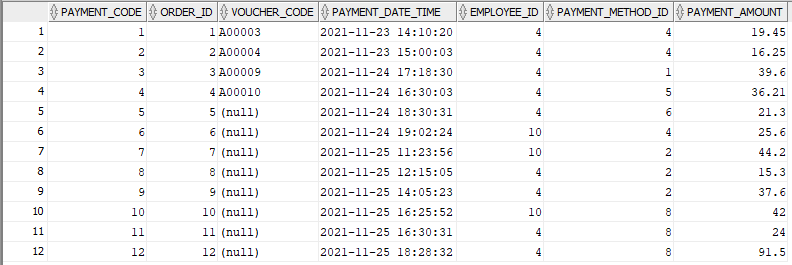 PAYMENT_CODE ORDER_ID VOUCHER_CODE PAYMENT_DATE_TIME EMPLOYEE_ID PAYMENT_METHOD_ID PAYMENT_AMOUNT
1 1 1 A00003 2021-11-23 14:10:20 4 4 19.45
2 2 2 A00004 2021-11-23 15:00:03 4 4 16.25
3 3 3 A00009 2021-11-24 17:18:30 4 1 39.6
4 4 4 A00010 2021-11-24 16:30:03 4 5 36.21
5 5 5 (null) 2021-11-24 18:30:31 4 6 21.3
6 6 6 (null) 2021-11-24 19:02:24 10 4 25.6
7 7 7 (null) 2021-11-25 11:23:56 10 2 44.2
8 8 8 (null) 2021-11-25 12:15:05 4 2 15.3
9 9 9 (null) 2021-11-25 14:05:23 4 2 37.6
10 10 10 (null) 2021-11-25 16:25:52 10 8 42
11 11 11 (null) 2021-11-25 16:30:31 4 8 24
12 12 12 (null) 2021-11-25 18:28:32 4 8 91.5